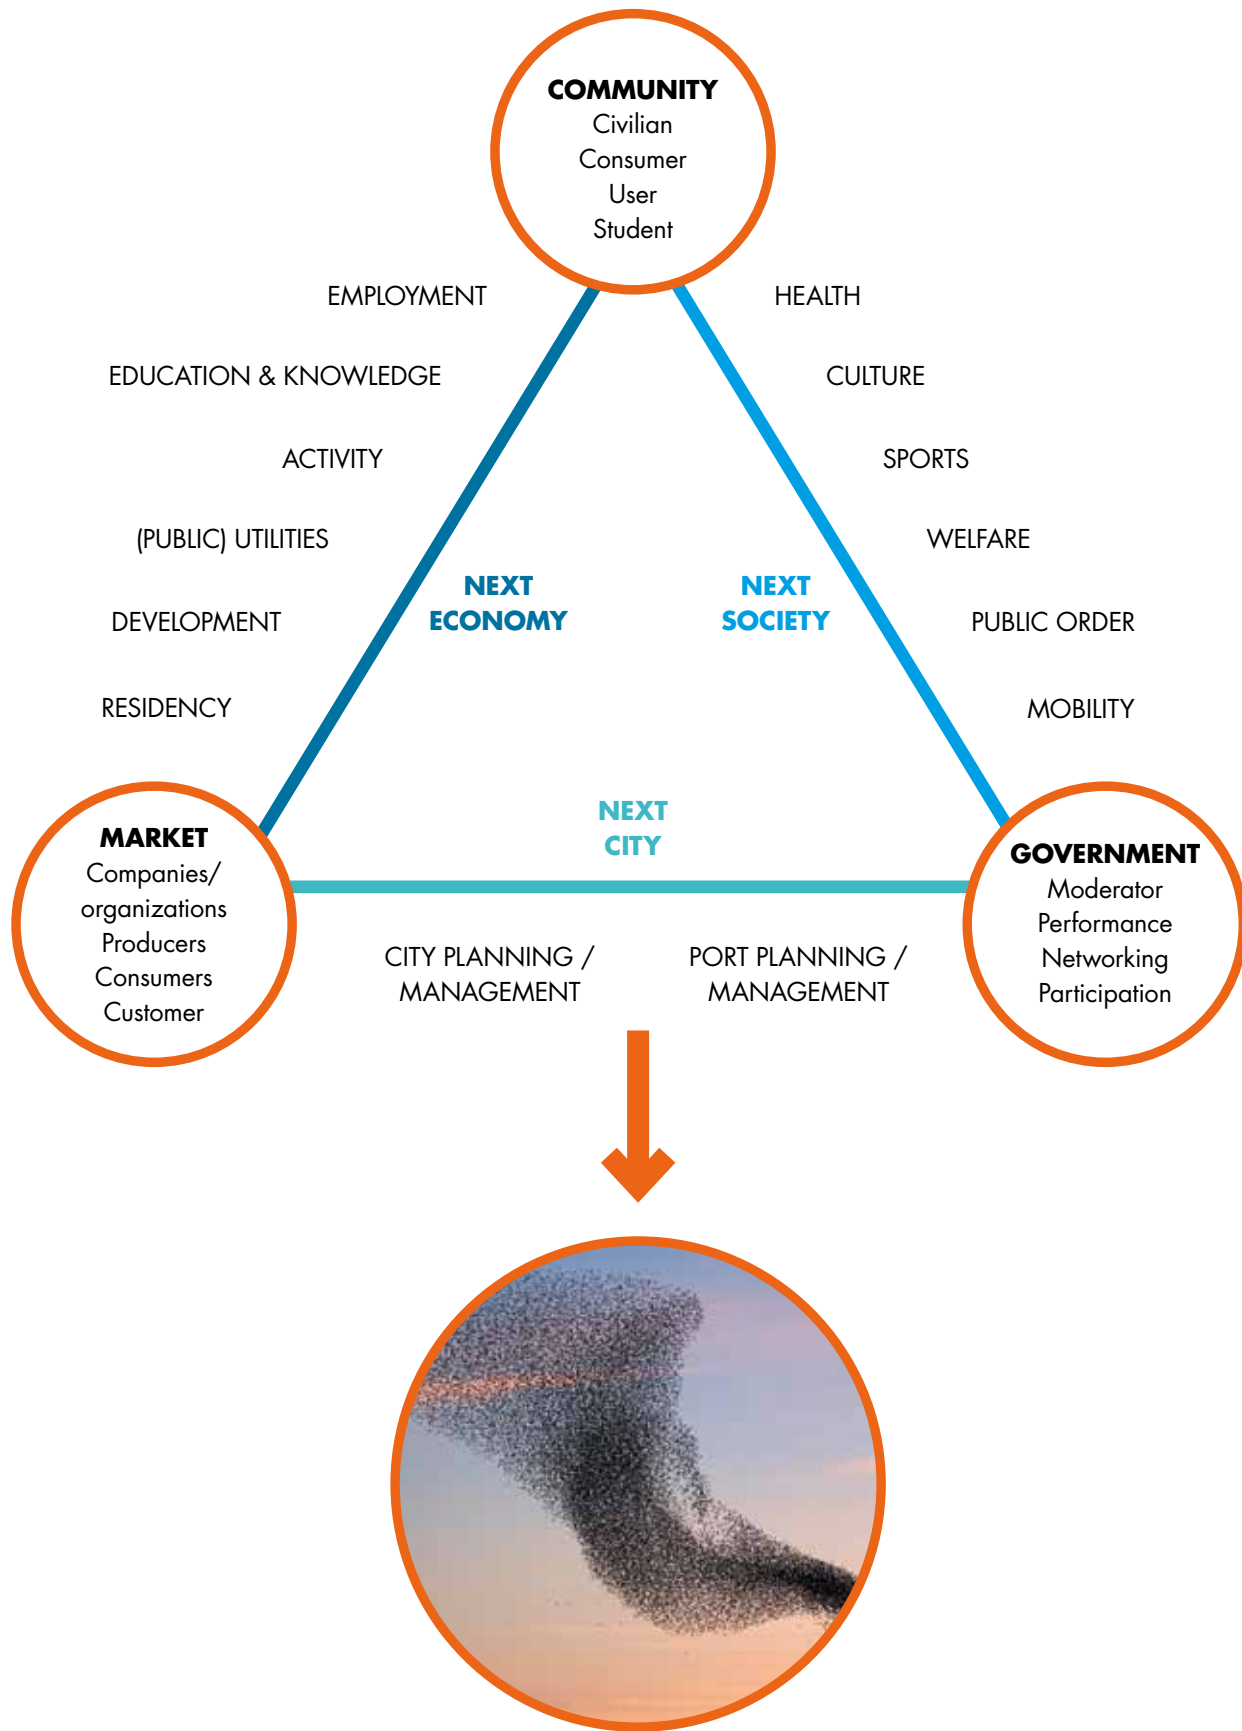 COMMUNITY
Civilian
Consumer
User
Student
EMPLOYMENT
HEALTH
EDUCATION & KNOWLEDGE
CULTURE
ACTIVITY
SPORTS
(PUBLIC) UTILITIES
WELFARE
NEXT
ECONOMY
NEXT
SOCIETY
DEVELOPMENT
PUBLIC ORDER
RESIDENCY
MOBILITY
NEXT
CITY
MARKET
Companies/
organizations
Producers
Consumers
Customer
GOVERNMENT
Moderator
Performance
Networking
Participation
CITY PLANNING /
MANAGEMENT
PORT PLANNING /
MANAGEMENT